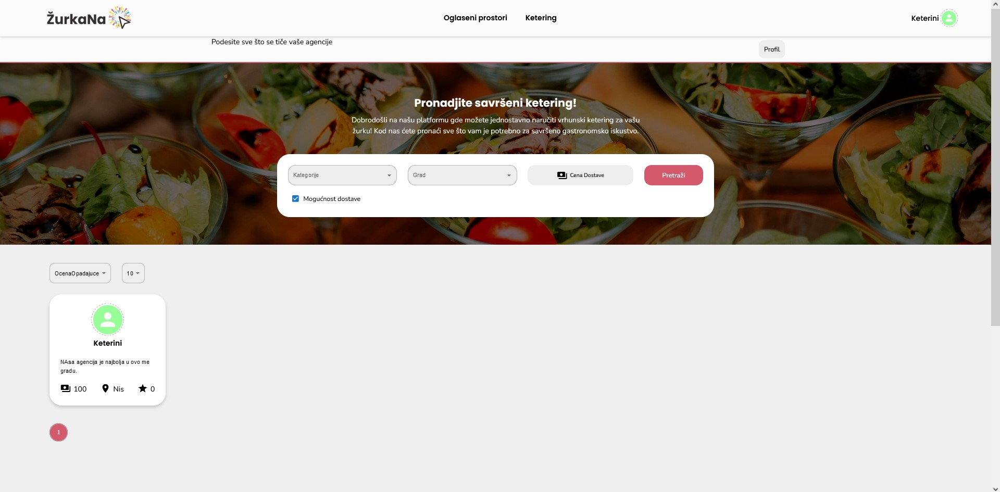 ŽurkaNa
Oglaseni prostori
Ketering
Keterini
Podesite sve što se tiče vaše agencije
Profil
Pronadjite savršeni ketering!
Dobrodošli na našu platformu gde možete jednostavno naručiti vrhunski ketering za vašu
žurku! Kod nas ćete pronaći sve što vam je potrebno za savršeno gastronomsko iskustvo.
Kategorije
Grad
Cena Dostave
Pretraži
Mogućnost dostave
OcenaOpadajuce
10
Keterini
NAsa agencija je najbolja u ovo me
gradu.
100
Nis
0
1